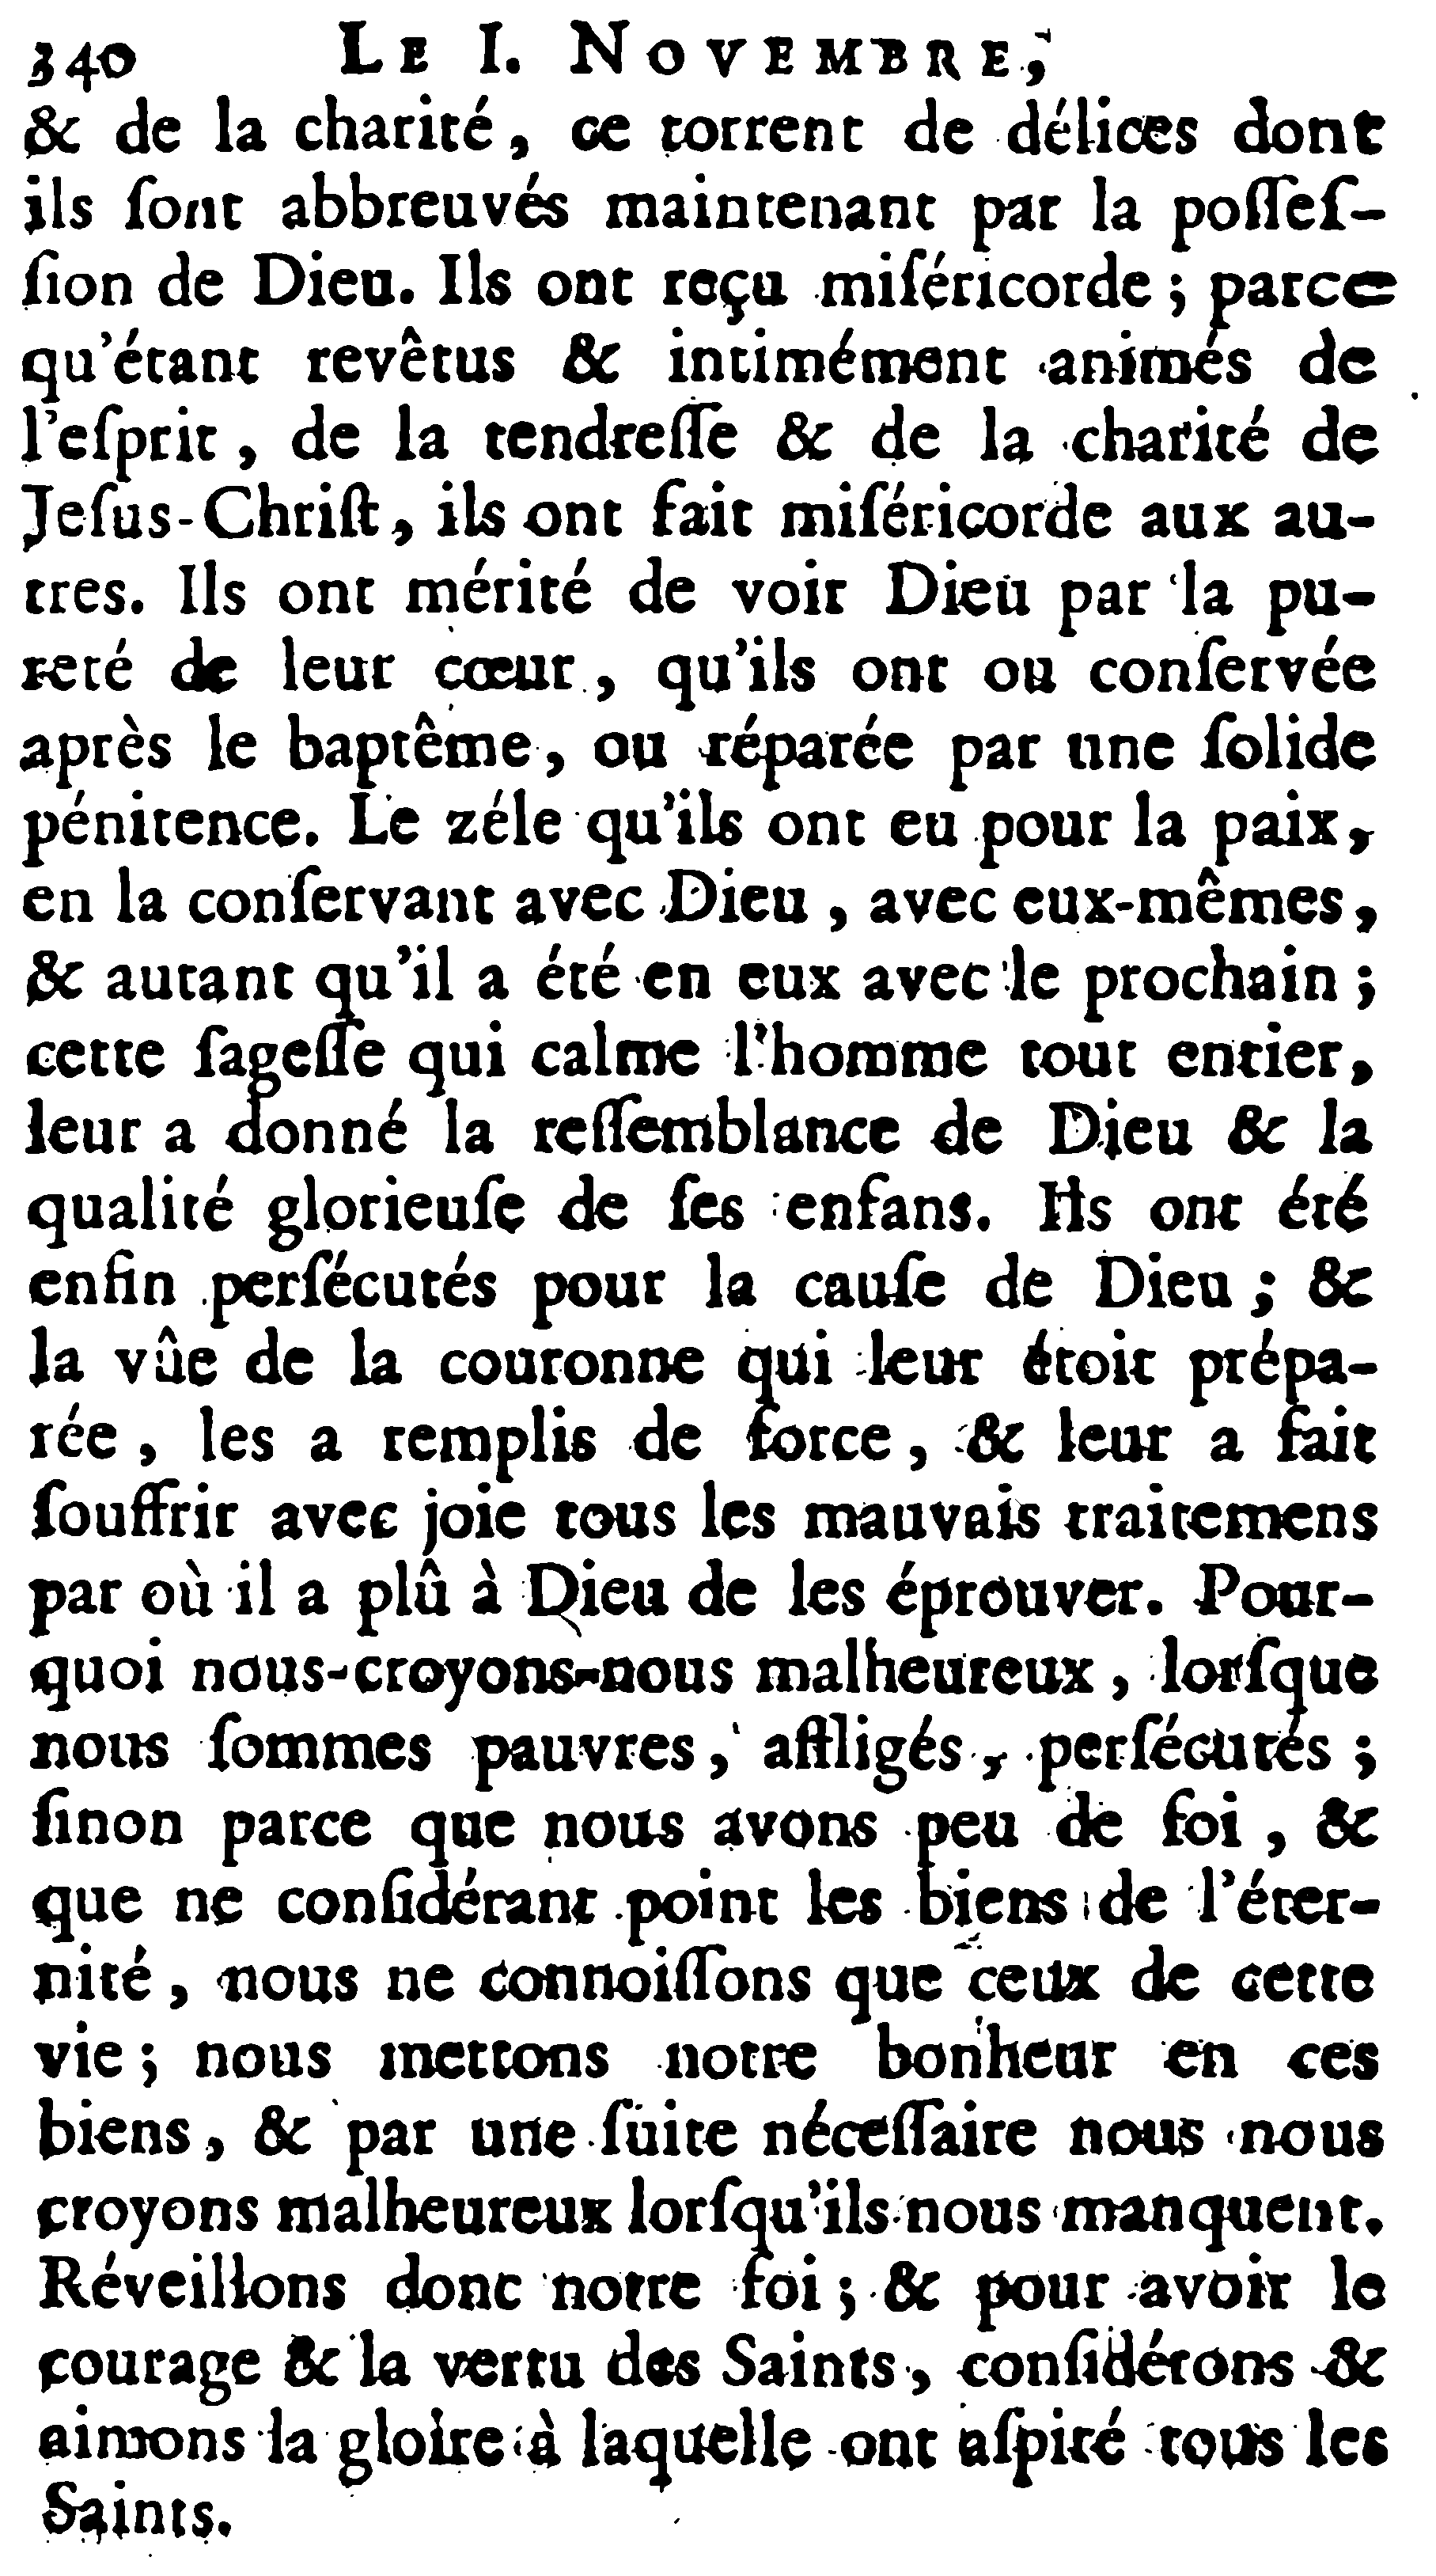 340 LE I. NOVEMBRE,
& de la charité, ce torrent de délices dont
ils ſont abbreuvés maintenant par la poſſeſ-
ſion de Dieu. Ils ont reçu miſéricorde ; parce
qu'étant revêtus & intimément animés de
l'eſprit, de la tendreſſe & de la charité de
Jeſus-Chriſt, ils ont fait miſéricorde aux au-
tres. Ils ont mérité de voir Dieu par la pu-
reté de leur cœur, qu'ils ont ou conſervée
après le baptême, ou réparée par une ſolide
pénitence. Le zéle qu'ils ont eu pour la paix,
en la conſervant avec Dieu, avec eux-mêmes,
& autant qu'il a été en eux avec le prochain ;
cette ſageſſe qui calme l'homme tout entier,
leur a donné la reſſemblance de Dieu & la
qualité glorieuſe de ſes enfans. Ils ont été
enfin perſécutés pour la cauſe de Dieu ; &
la vûe de la couronne qui leur étoit prépa-
rée, les a remplis de force, & leur a fait
ſouffrir avec joie tous les mauvais traitemens
par où il a plû à Dieu de les éprouver. Pour-
quoi nous-croyons-nous malheureux, lorſque
nous ſommes pauvres, affligés, perſécutés ;
ſinon parce que nous avons peu de foi, &
que ne conſidérant point les biens de l'éter-
nité, nous ne connoiſſons que ceux de cette
vie ; nous mettons notre bonheur en ces
biens, & par une ſuite néceſſaire nous nous
croyons malheureux lorſqu'ils nous manquent.
Réveillons donc notre foi ; & pour avoir le
courage & la vertu des Saints, conſidérons &
aimons la gloire à laquelle ont aſpiré tous les
Saints.